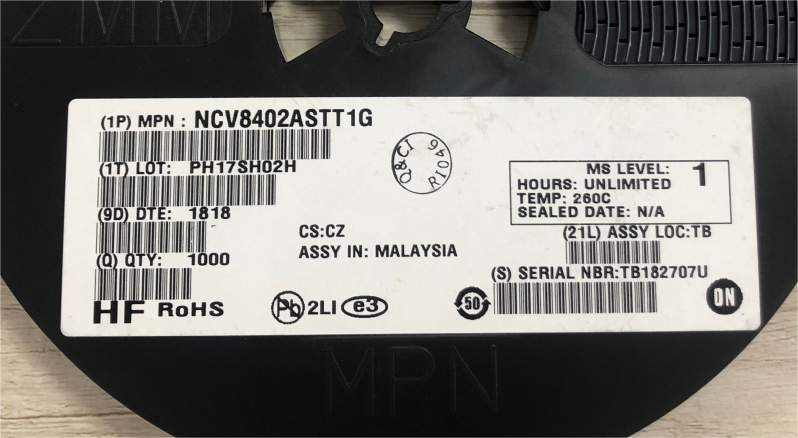 2MM
(1P) MPN : NCV8402ASTT1G
(1T) LOT: PH17SH02H
(9D) DTE: 1818
(Q) QTY: 1000
HF RoHS
CS:CZ
ASSY IN: MALAYSIA
Pb 2LI e3
Q&CI
R1046
MS LEVEL: 1
HOURS: UNLIMITED
TEMP: 260C
SEALED DATE: N/A
(21L) ASSY LOC:TB
(S) SERIAL NBR:TB182707U
50
ON
MPN